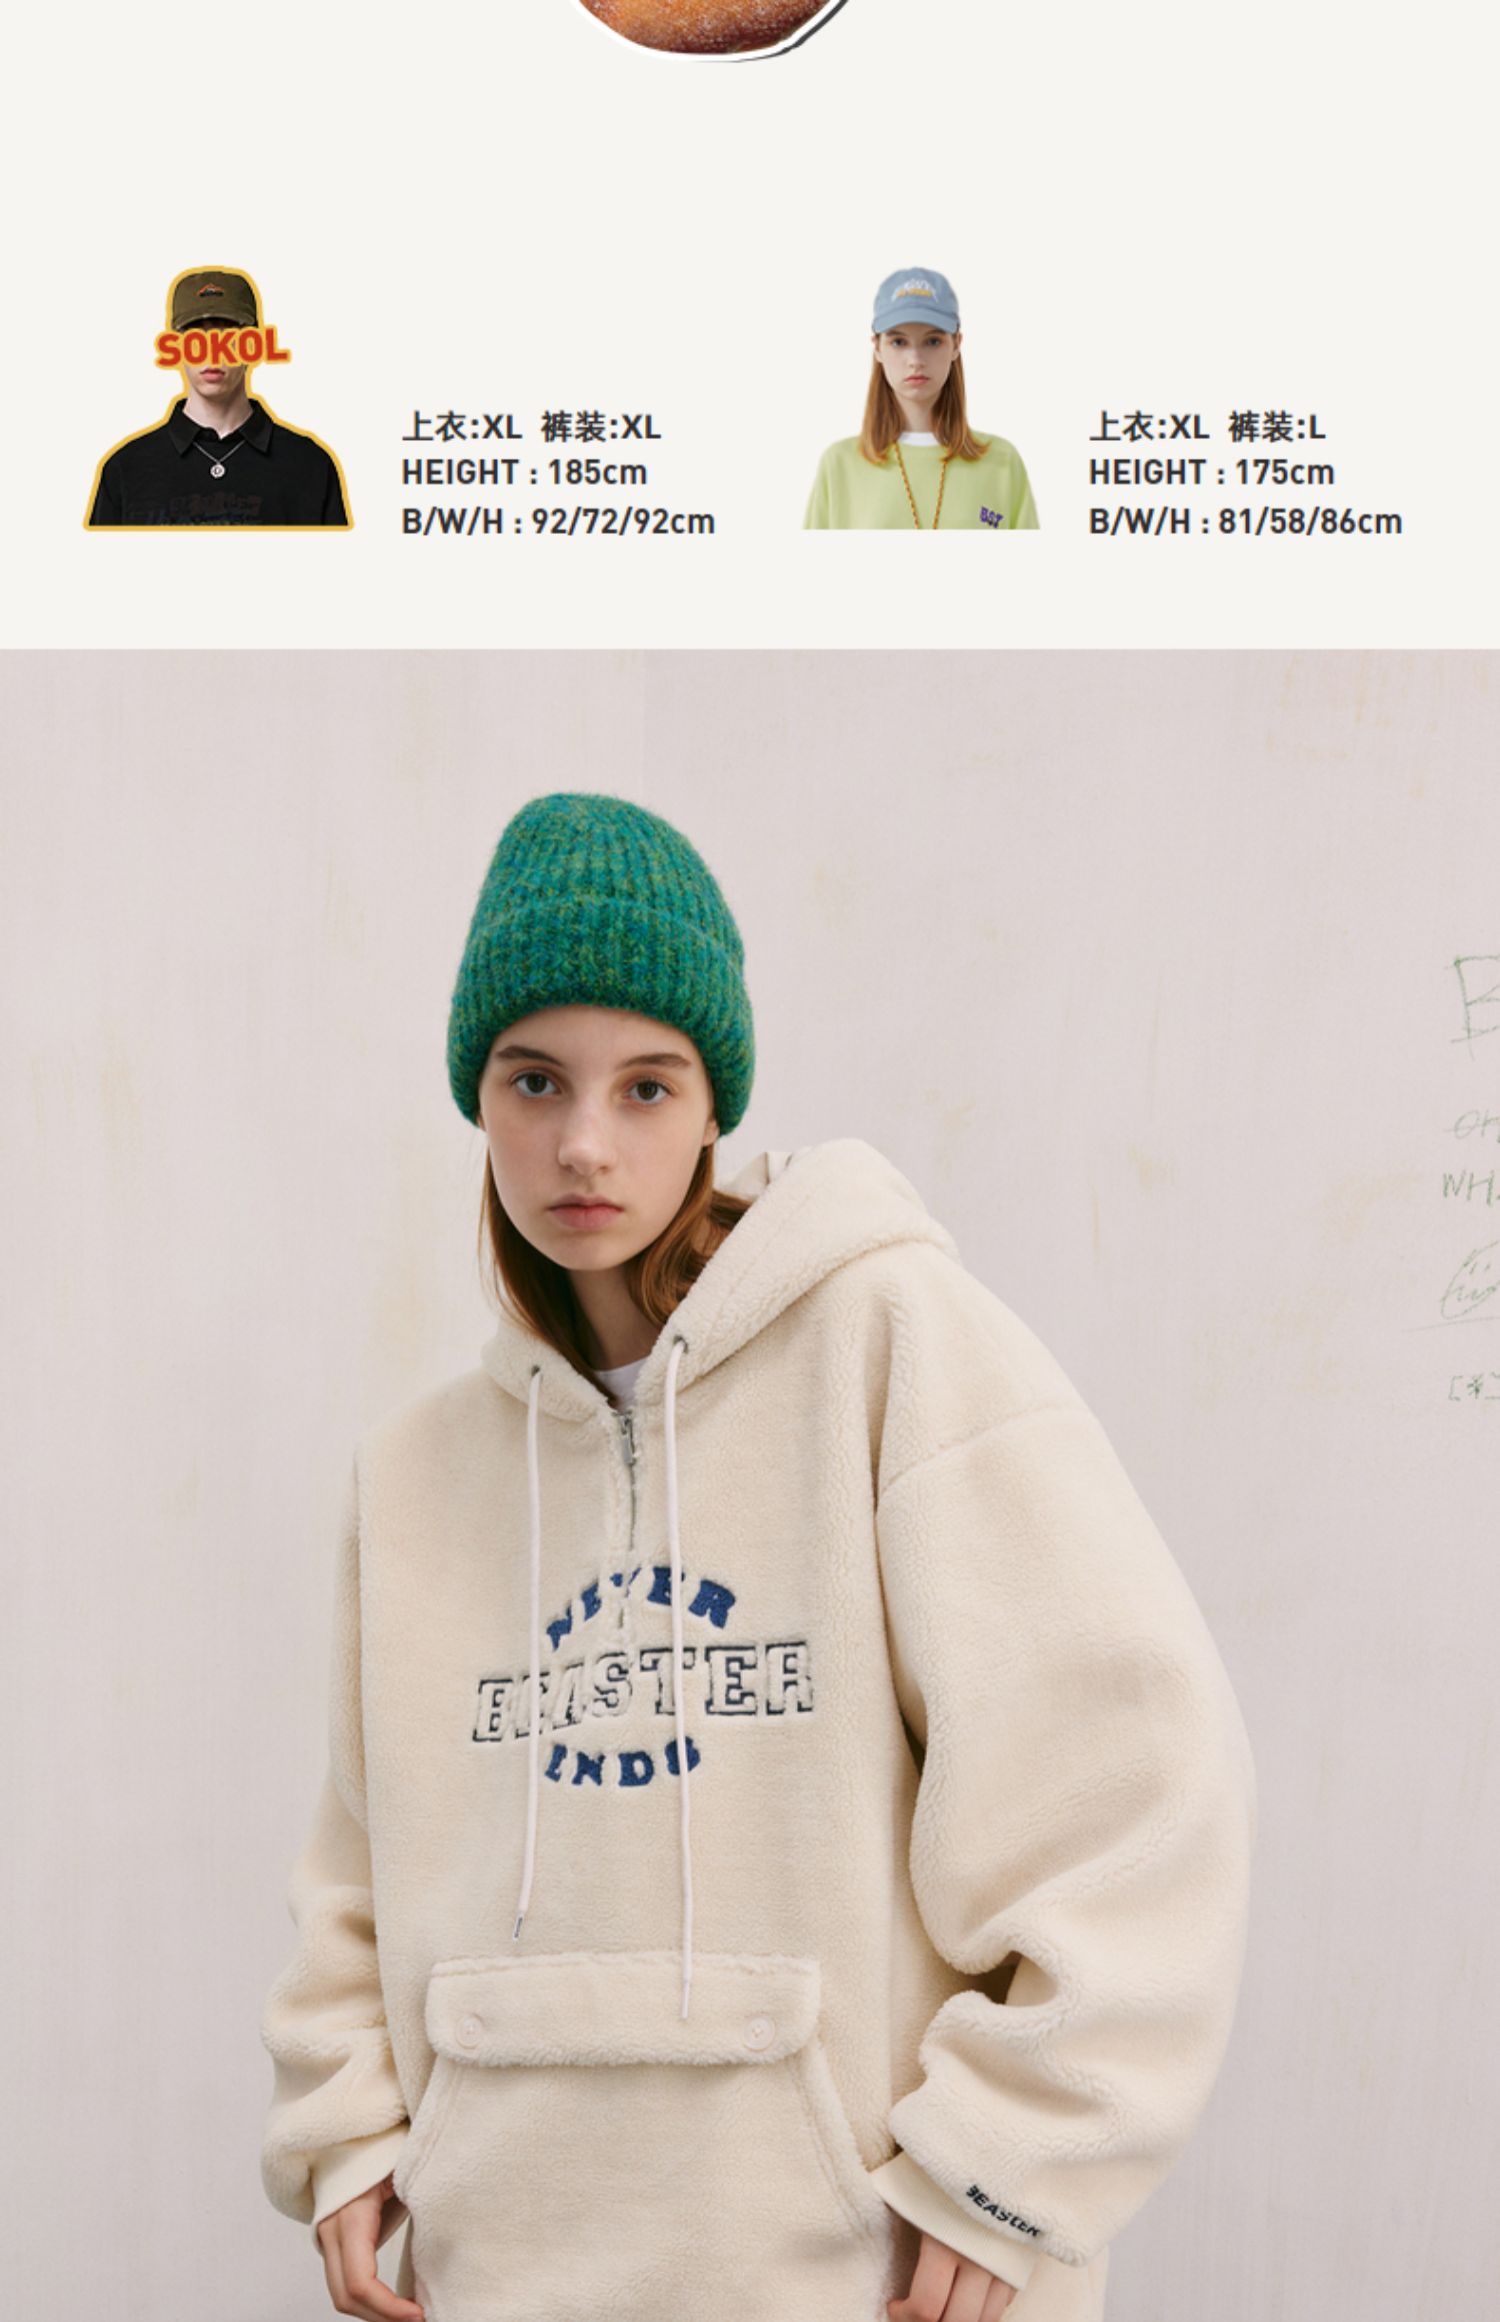 SOKOL
上衣:XL 裤装:XL
HEIGHT : 185cm
B/W/H : 92/72/92cm
上衣:XL 裤装:L
HEIGHT : 175cm
B/W/H : 81/58/86cm
NEVER
BEASTER
ENDS
BEASTER